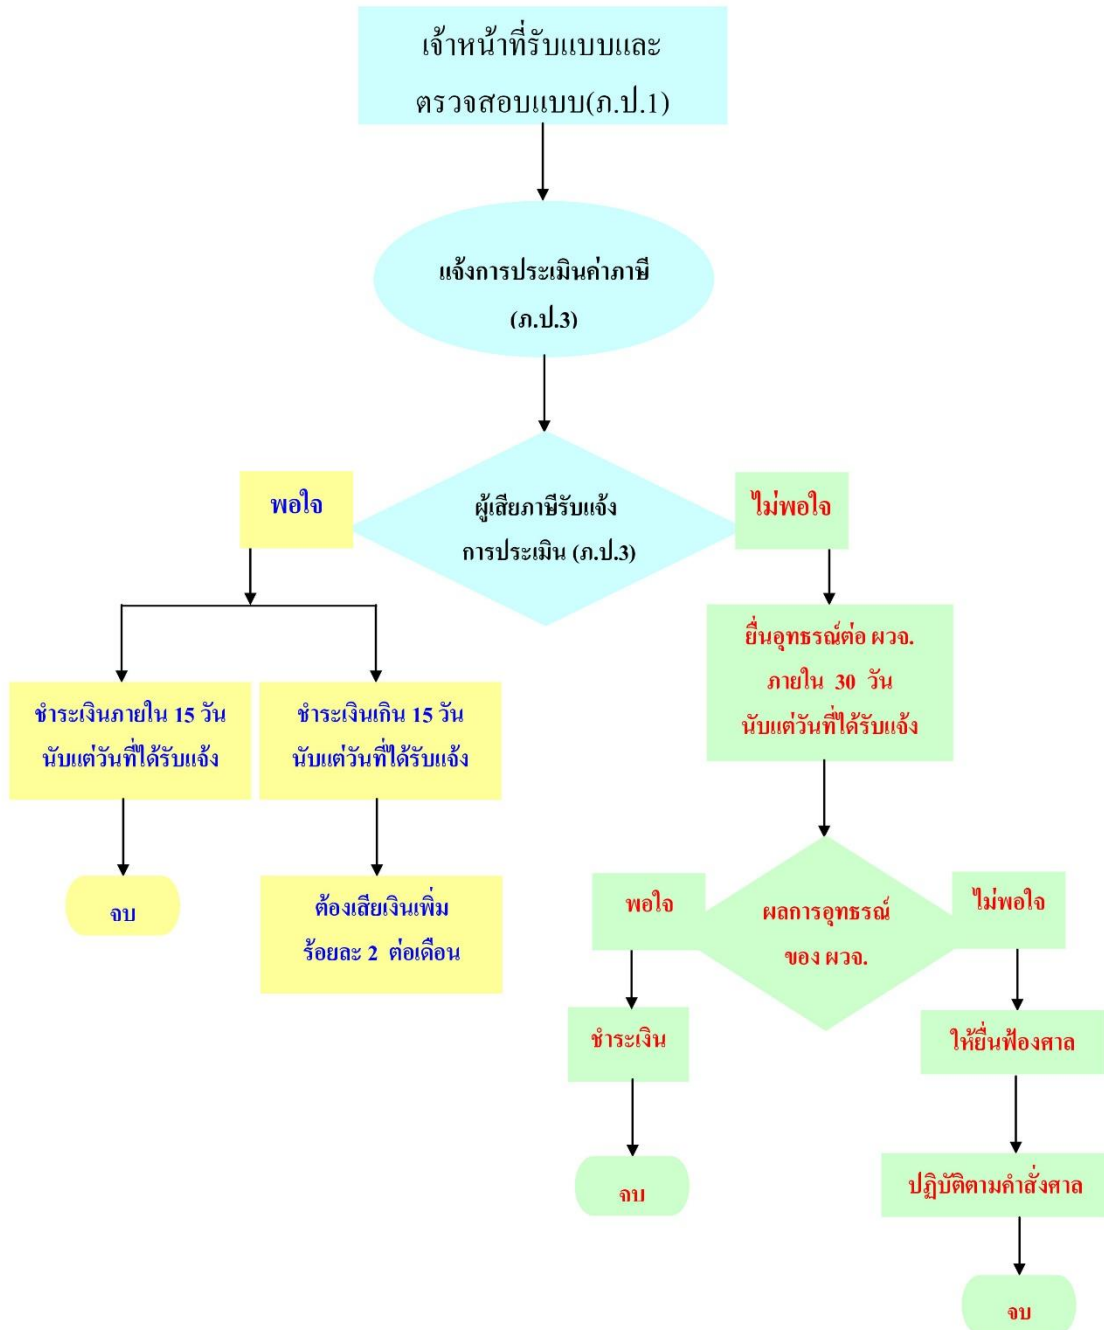 เจ้าหน้าที่รับแบบและ
ตรวจสอบแบบ(ภ.ป.1)
แจ้งการประเมินค่าภาษี
(ภ.ป.3)
พอใจ
ผู้เสียภาษีรับแจ้ง
การประเมิน (ภ.ป.3)
ไม่พอใจ
ชำระเงินภายใน 15 วัน
นับแต่วันที่ได้รับแจ้ง
จบ
ชำระเงินเกิน 15 วัน
นับแต่วันที่ได้รับแจ้ง
ต้องเสียเงินเพิ่ม
ร้อยละ 2 ต่อเดือน
ยื่นอุทธรณ์ต่อ ผวจ.
ภายใน 30 วัน
นับแต่วันที่ได้รับแจ้ง
พอใจ
ผลการอุทธรณ์
ของ ผวจ.
ไม่พอใจ
ชำระเงิน
จบ
ให้ยื่นฟ้องศาล
ปฏิบัติตามคำสั่งศาล
จบ